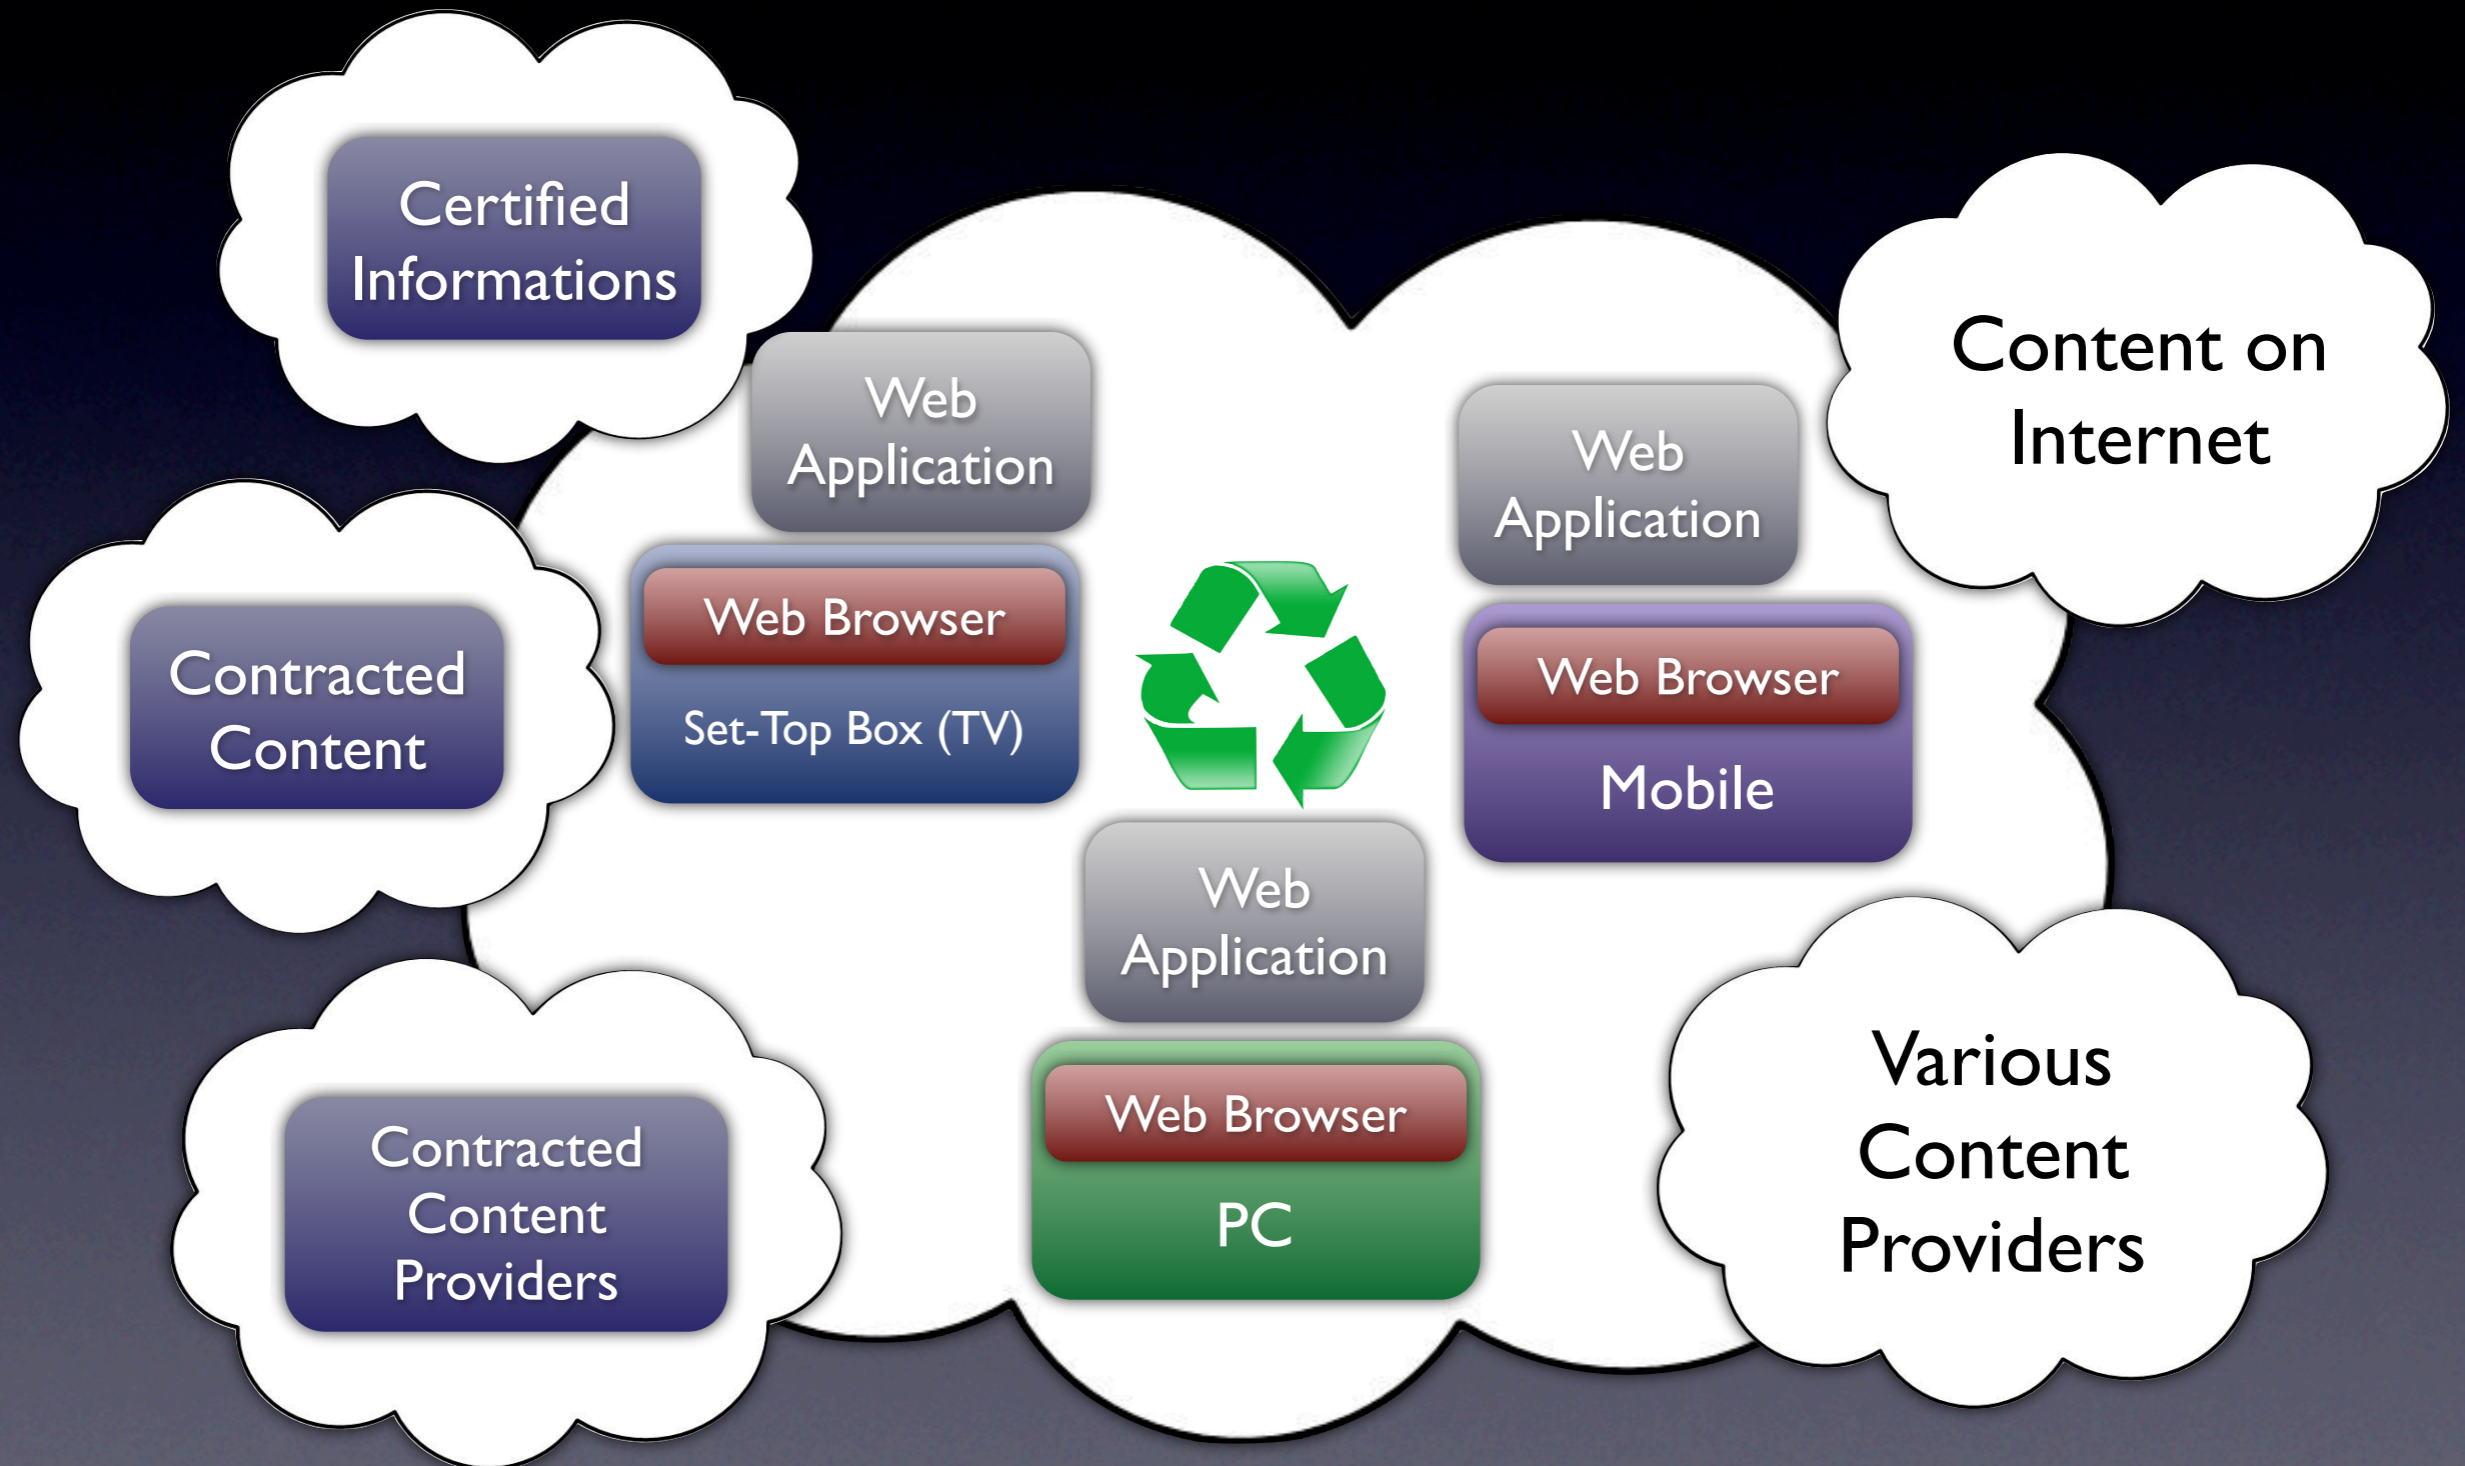 Certified
Informations
Web
Application
Content on
Internet
Web
Application
Web Browser
Set-Top Box (TV)
Web Browser
Mobile
Contracted
Content
Web
Application
Web Browser
PC
Contracted
Content
Providers
Various
Content
Providers